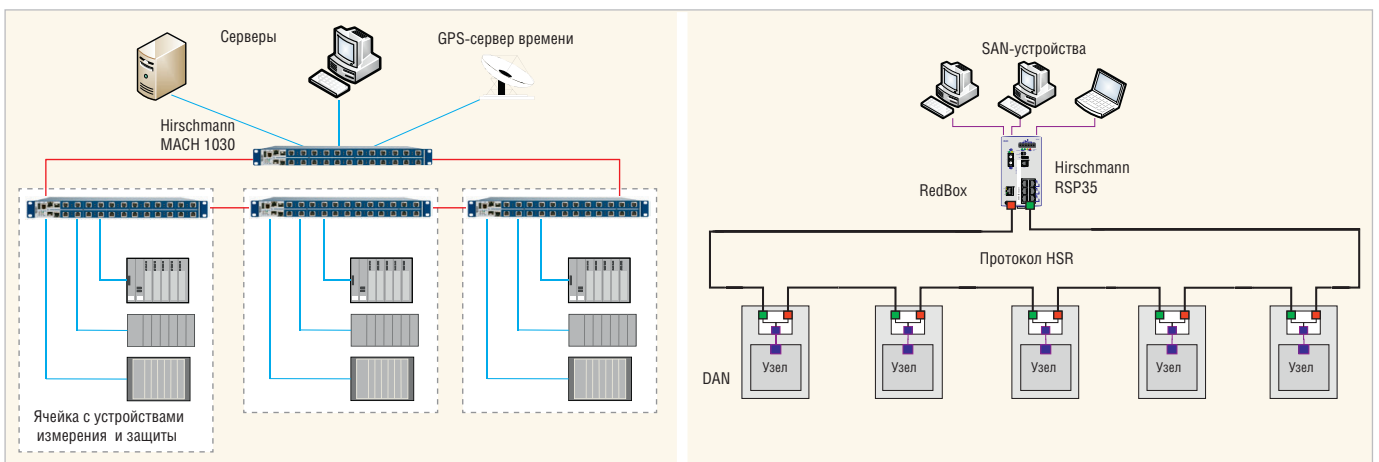 Серверы
GPS-сервер времени
Hirschmann
MACH 1030
Ячейка с устройствами
измерения и защиты
SAN-устройства
RedBox
Hirschmann
RSP35
Протокол HSR
DAN
Узел
Узел
Узел
Узел
Узел